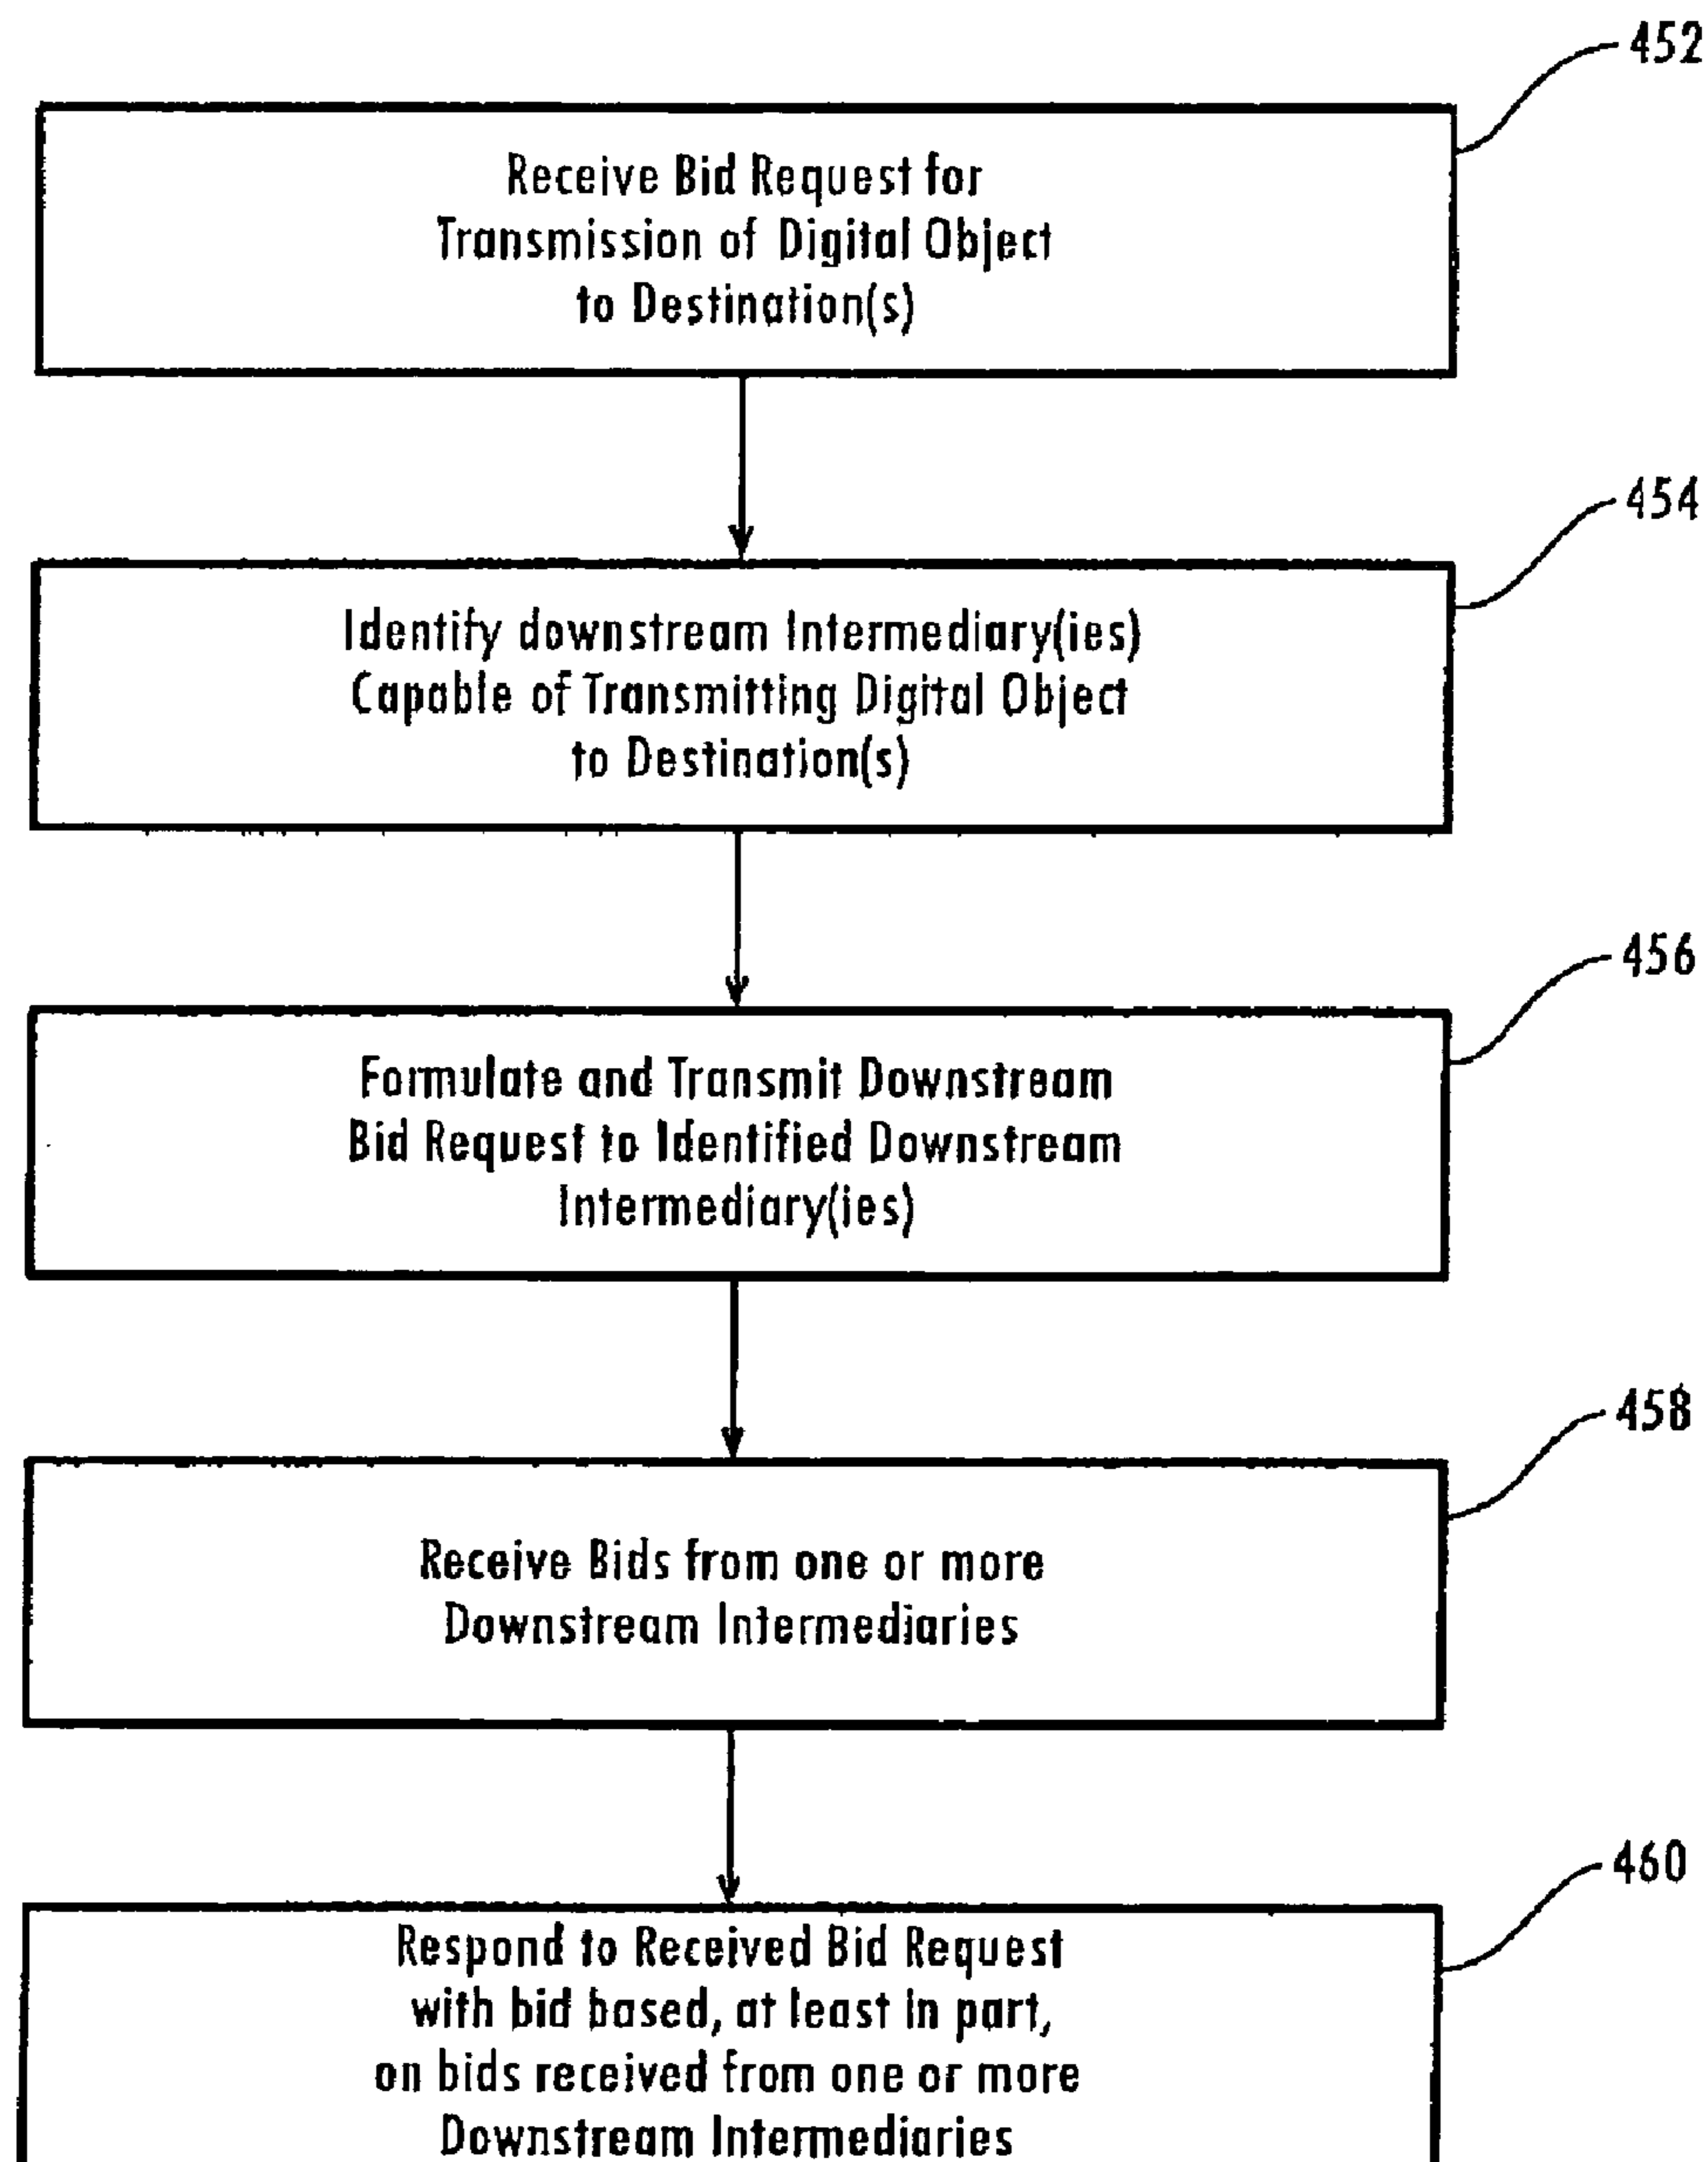 452
Receive Bid Request for
Transmission of Digital Object
to Destination(s)
454
Identify downstream Intermediary(ies)
Capable of Transmitting Digital Object
to Destination(s)
456
Formulate and Transmit Downstream
Bid Request to Identified Downstream
Intermediary(ies)
458
Receive Bids from one or more
Downstream Intermediaries
460
Respond to Received Bid Request
with bid based, at least in part,
on bids received from one or more
Downstream Intermediaries